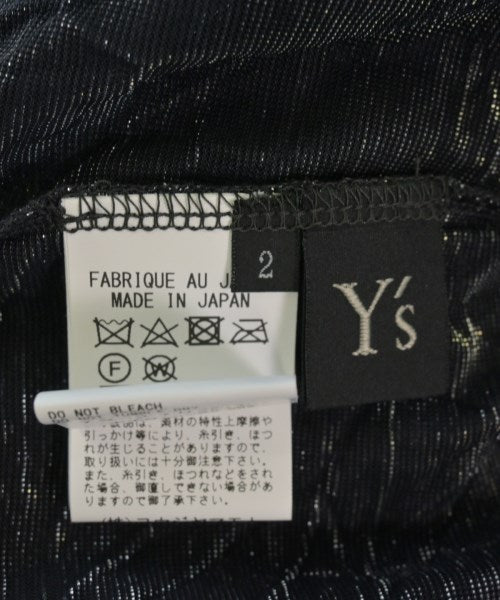 FABRIQUE AU J
MADE IN JAPAN
2
Y's
F
W
DO NOT BLEACH
製品は、素材の特性上摩擦や
引っかけ等により、糸引き、ほつ
れが生じることがありますので、
取り扱いには十分御注意下さい。
また、糸引き、ほつれなどをされ
た場合、御直しできない場合があ
りますので御了承下さい。